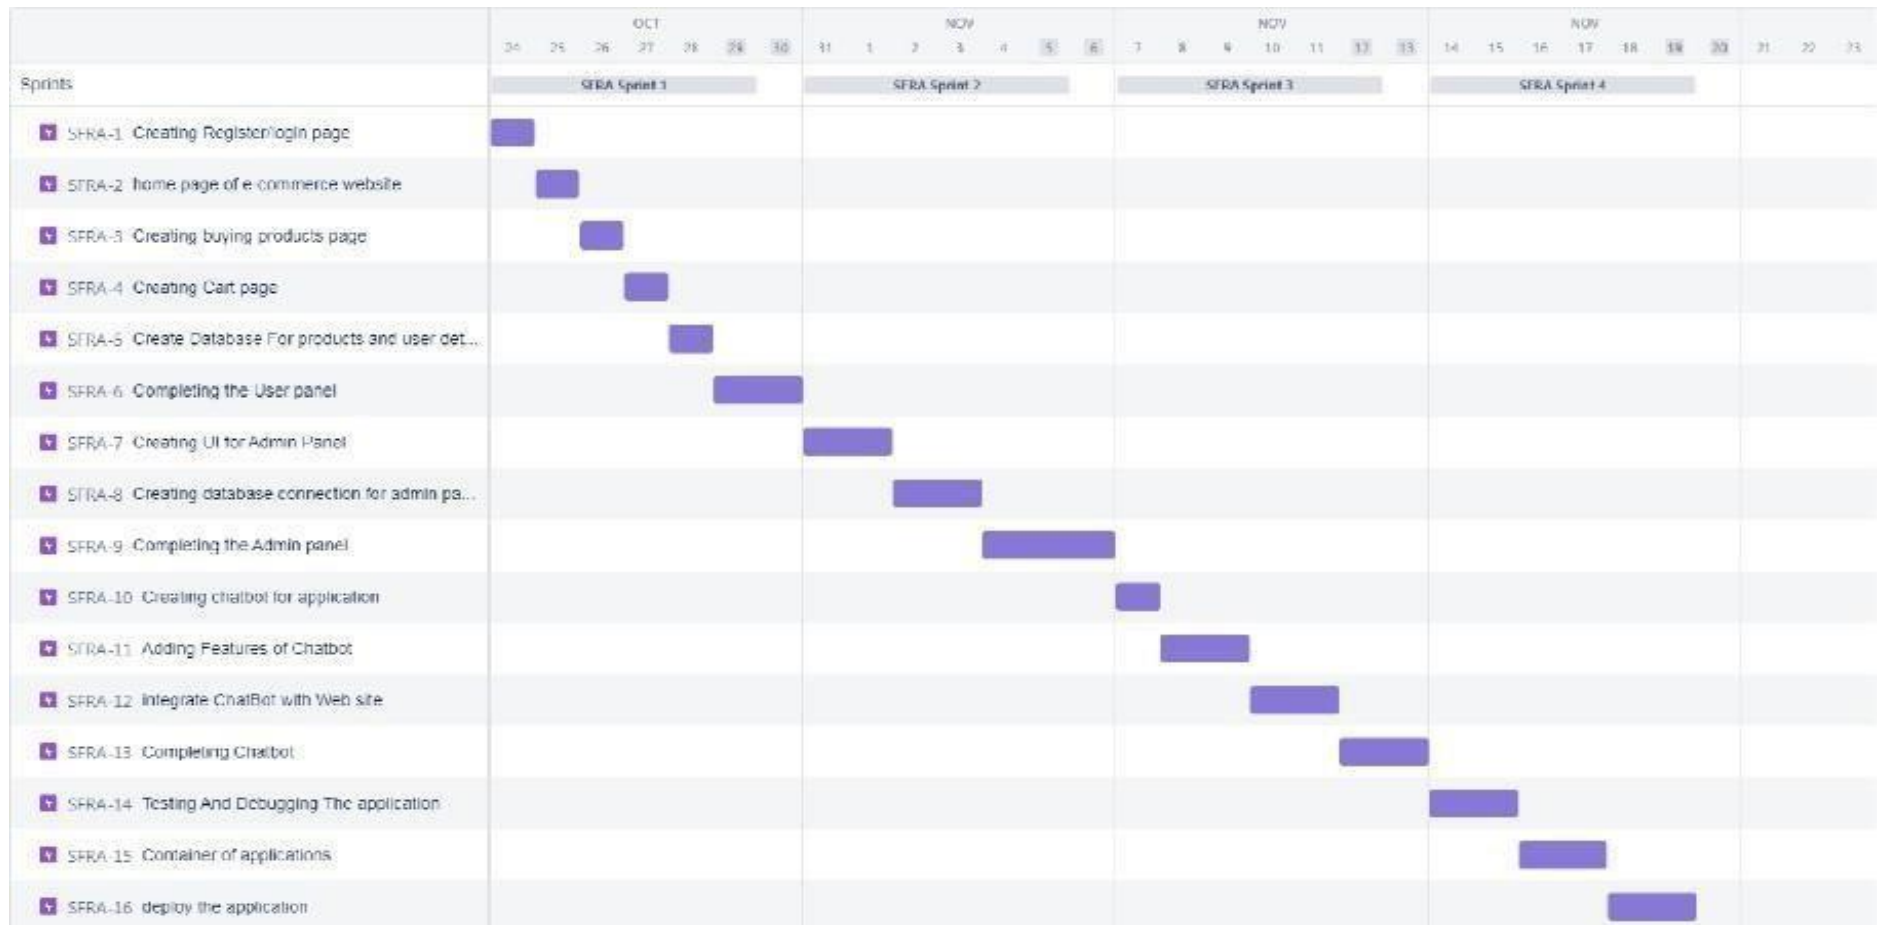 OCT NOV NOV NOV
24 25 26 27 28 29 30 31 1 2 3 4 5 6 7 8 9 10 11 12 13 14 15 16 17 18 19 20 21 22 23
Sprints SFRA Sprint 1 SFRA Sprint 2 SFRA Sprint 3 SFRA Sprint 4
SFRA-1 Creating Register/login page
SFRA-2 home page of e commerce website
SFRA-3 Creating buying products page
SFRA-4 Creating Cart page
SFRA-5 Create Database For products and user det...
SFRA-6 Completing the User panel
SFRA-7 Creating UI for Admin Panel
SFRA-8 Creating database connection for admin pa...
SFRA-9 Completing the Admin panel
SFRA-10 Creating chatbot for application
SFRA-11 Adding Features of Chatbot
SFRA-12 integrate ChatBot with Web site
SFRA-13 Completing Chatbot
SFRA-14 Testing And Debugging The application
SFRA-15 Container of applications
SFRA-16 deploy the application